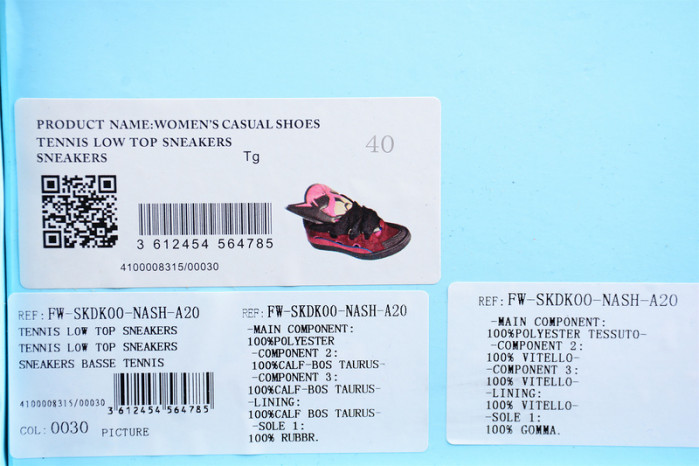 PRODUCT NAME:WOMEN'S CASUAL SHOES
TENNIS LOW TOP SNEAKERS
SNEAKERS
Tg
40
3 612454 564785
4100008315/00030
REF: FW-SKDK00-NASH-A20
TENNIS LOW TOP SNEAKERS
TENNIS LOW TOP SNEAKERS
SNEAKERS BASSE TENNIS
4100008315/00030
3 612454 564785
COL: 0030 PICTURE
REF: FW-SKDK00-NASH-A20
-MAIN COMPONENT:
100%POLYESTER
-COMPONENT 2:
100%CALF-BOS TAURUS-
-COMPONENT 3:
100%CALF-BOS TAURUS-
-LINING:
100%CALF BOS TAURUS-
-SOLE 1:
100% RUBBR.
REF: FW-SKDK00-NASH-A20
-MAIN COMPONENT:
100%POLYESTER TESSUTO-
-COMPONENT 2:
100% VITELLO-
-COMPONENT 3:
100% VITELLO-
-LINING:
100% VITELLO-
-SOLE 1:
100% GOMMA.